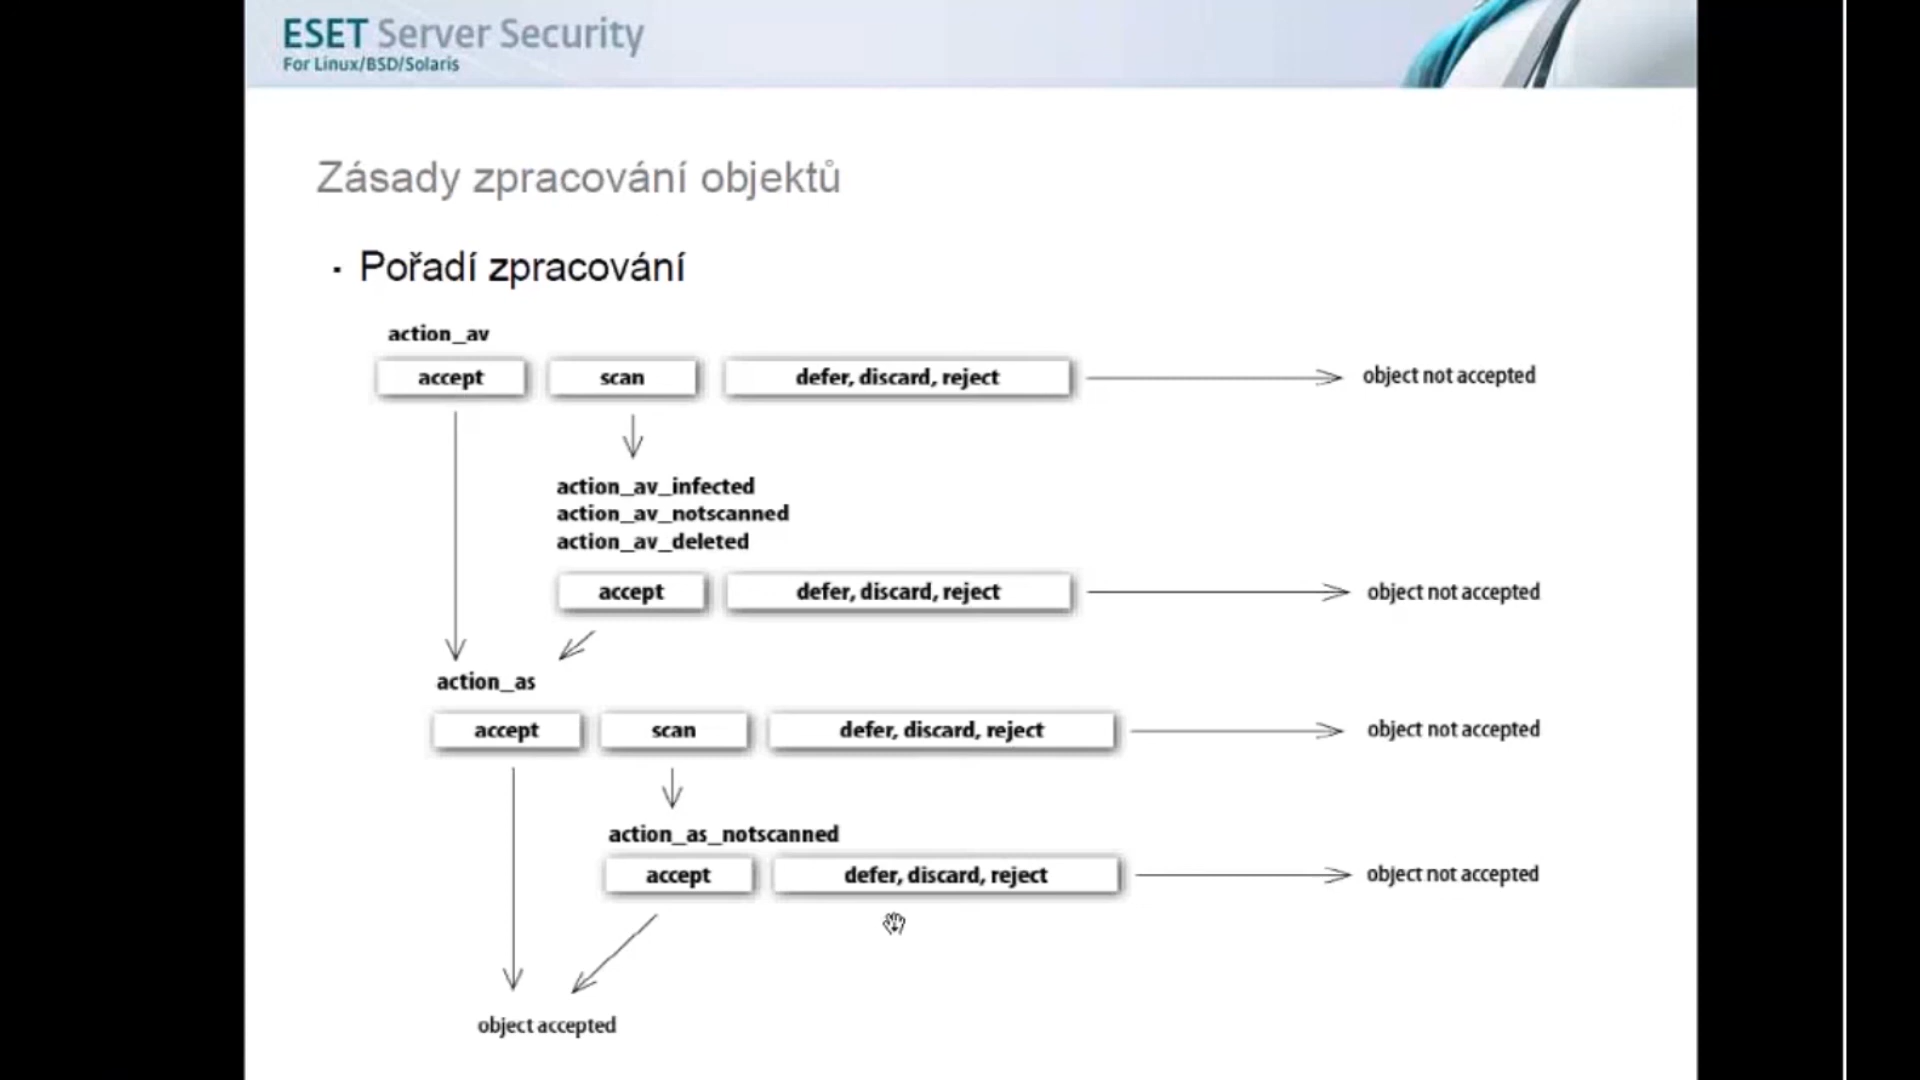 ESET Server Security
For Linux/BSD/Solaris
Zásady zpracování objektů
· Pořadí zpracování
action_av
accept scan defer, discard, reject object not accepted
action_av_infected
action_av_notscanned
action_av_deleted
accept defer, discard, reject object not accepted
action_as
accept scan defer, discard, reject object not accepted
action_as_notscanned
accept defer, discard, reject object not accepted
object accepted